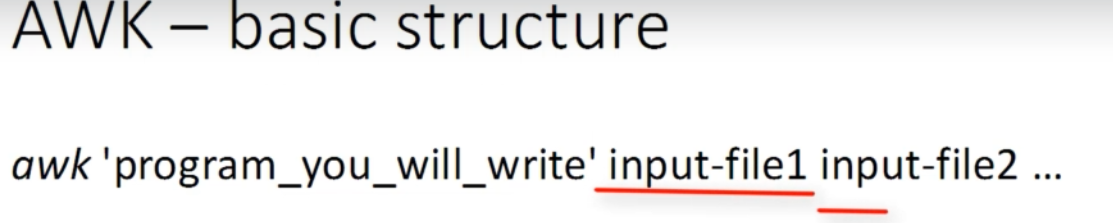 AWK – basic structure
awk 'program_you_will_write' input-file1 input-file2 ...